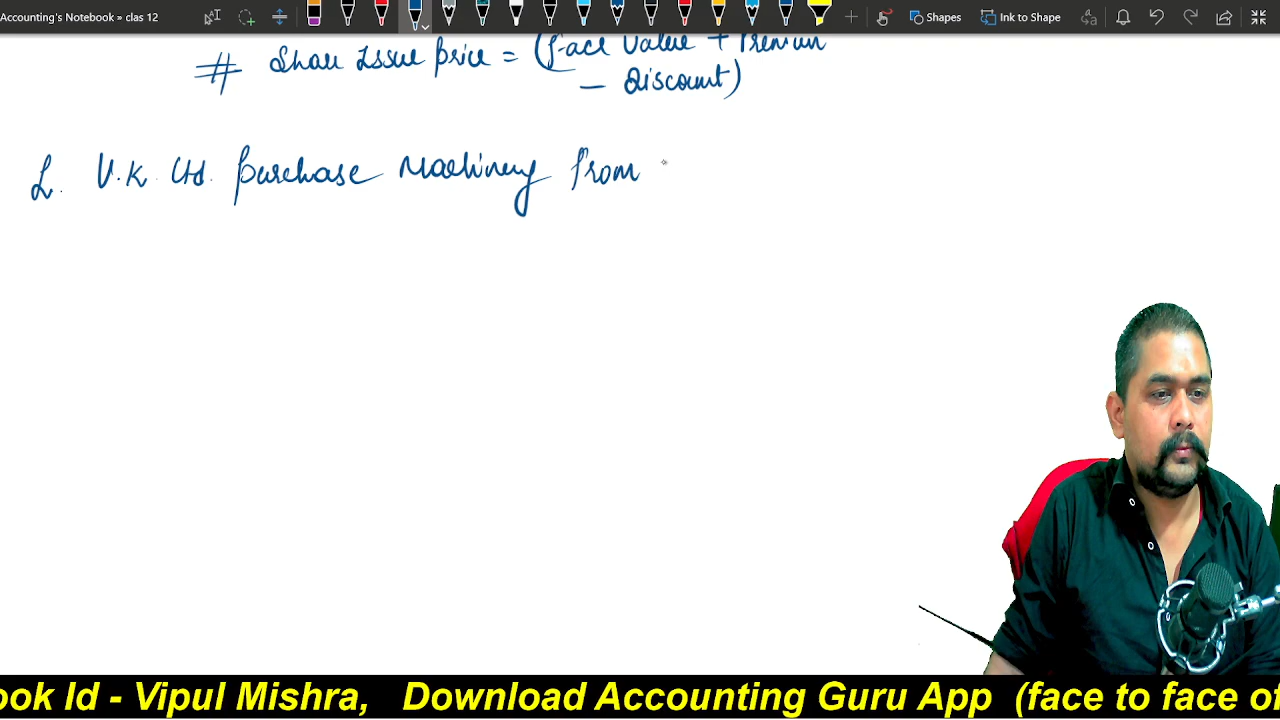 Accounting's Notebook » clas 12
Shapes
Ink to Shape
# Share Issue price = (face value + Premium
− Discount)
1. V.K Ltd. purchase Machinery from
ook Id - Vipul Mishra, Download Accounting Guru App (face to face of